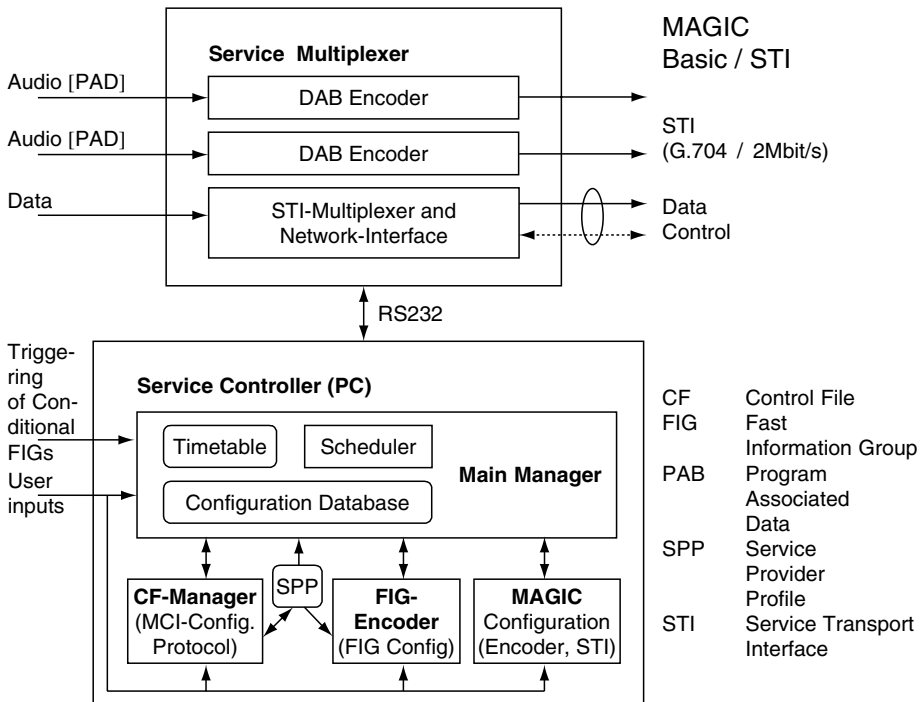 MAGIC
Basic / STI
Service Multiplexer
Audio [PAD]
DAB Encoder
Audio [PAD]
DAB Encoder
STI
(G.704 / 2Mbit/s)
Data
STI-Multiplexer and
Network-Interface
Data
Control
RS232
Trigge-
ring
of Con-
ditional
FIGs
User
inputs
Service Controller (PC)
Timetable
Scheduler
Main Manager
Configuration Database
SPP
CF-Manager
(MCI-Config.
Protocol)
FIG-
Encoder
(FIG Config)
MAGIC
Configuration
(Encoder, STI)
CF Control File
FIG Fast
Information Group
PAB Program
Associated
Data
SPP Service
Provider
Profile
STI Service Transport
Interface